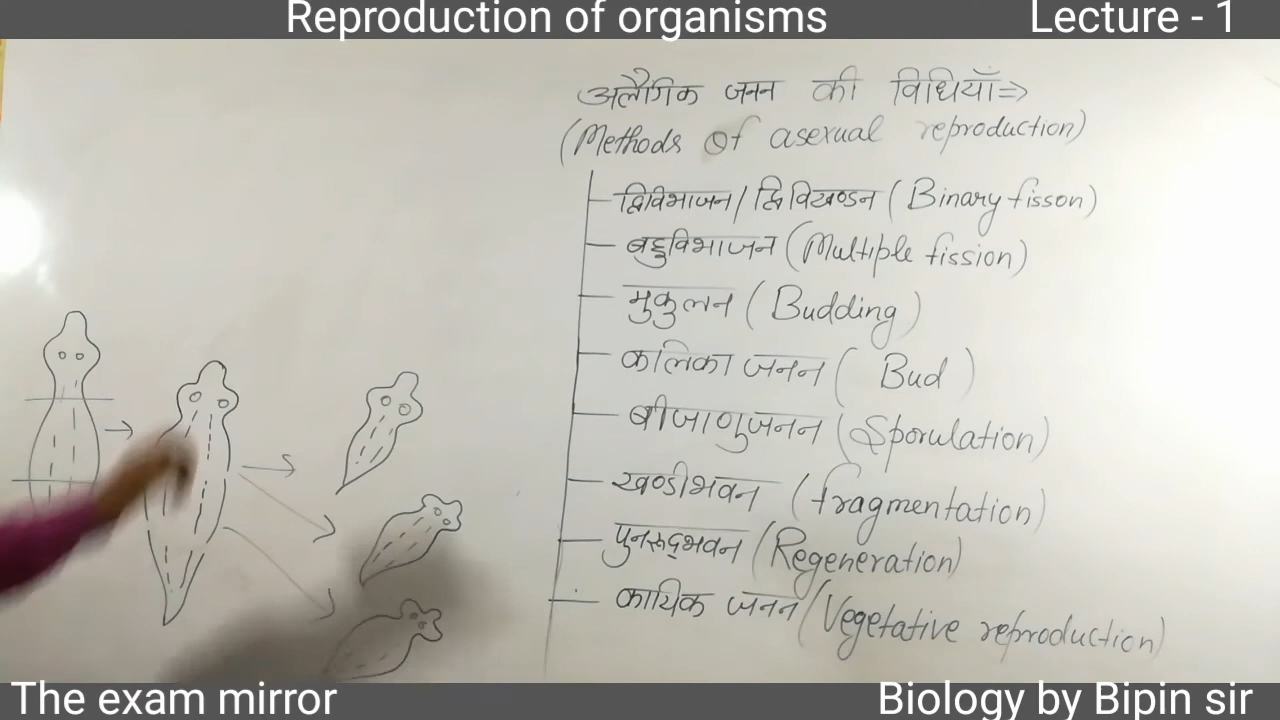 Reproduction of organisms Lecture - 1
अलैंगिक जनन की विधियाँ=>
(Methods of asexual reproduction)
द्विविभाजन/द्विविखण्डन (Binary fisson)
बहुविभाजन (Multiple fission)
मुकुलन (Budding)
कलिका जनन (Bud)
बीजाणुजनन (Sporulation)
खण्डीभवन (fragmentation)
पुनरूद्भवन (Regeneration)
कायिक जनन (Vegetative reproduction)
The exam mirror Biology by Bipin sir